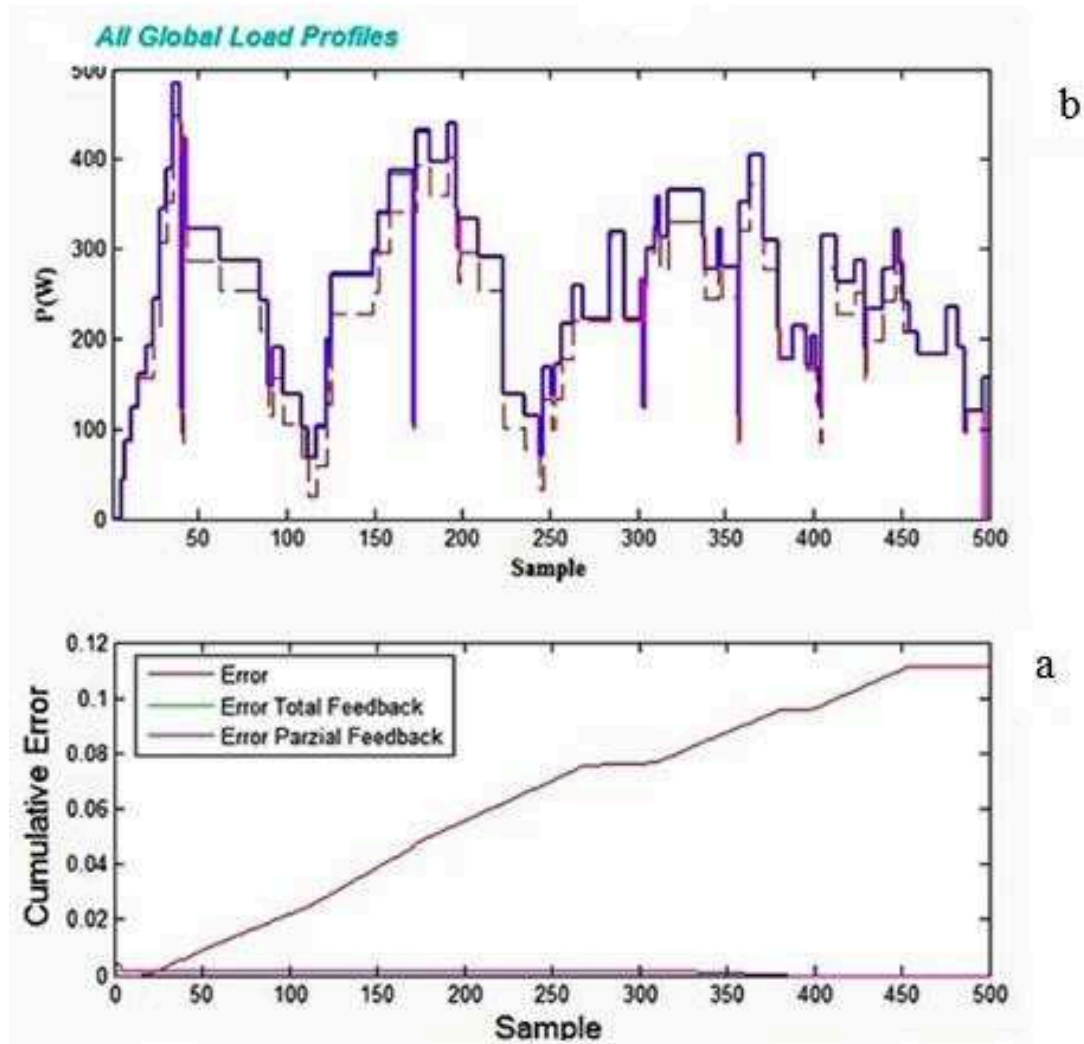 All Global Load Profiles
b
500
400
300
200
100
0
P(W)
50 100 150 200 250 300 350 400 450 500
Sample
a
0.12
0.1
0.08
0.06
0.04
0.02
0
Cumulative Error
Error
Error Total Feedback
Error Parzial Feedback
0 50 100 150 200 250 300 350 400 450 500
Sample